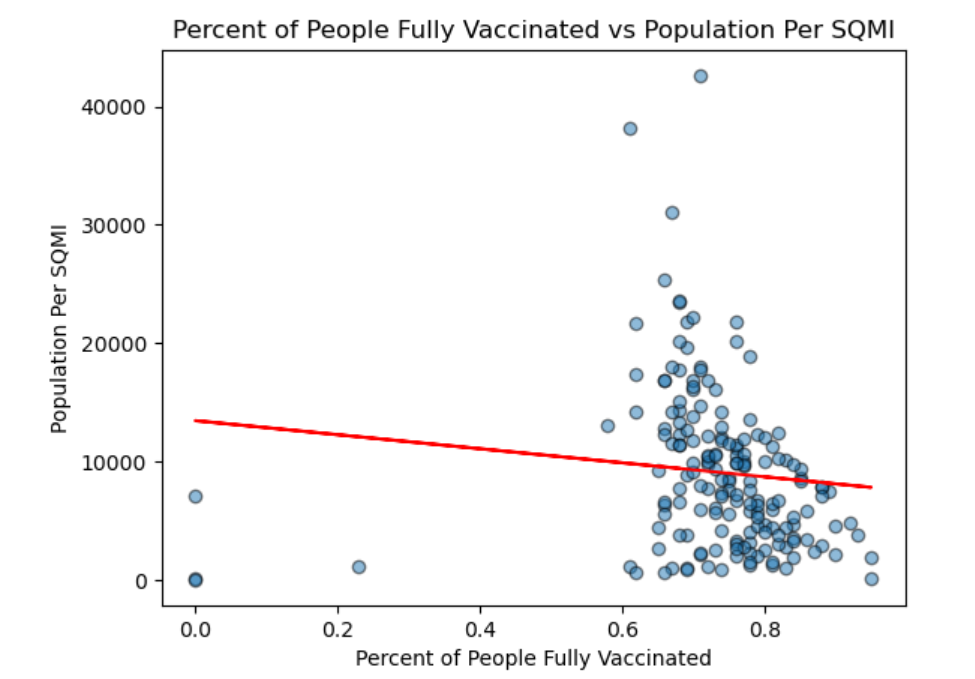 Percent of People Fully Vaccinated vs Population Per SQMI
40000
30000
20000
10000
0
Population Per SQMI
0.0 0.2 0.4 0.6 0.8
Percent of People Fully Vaccinated